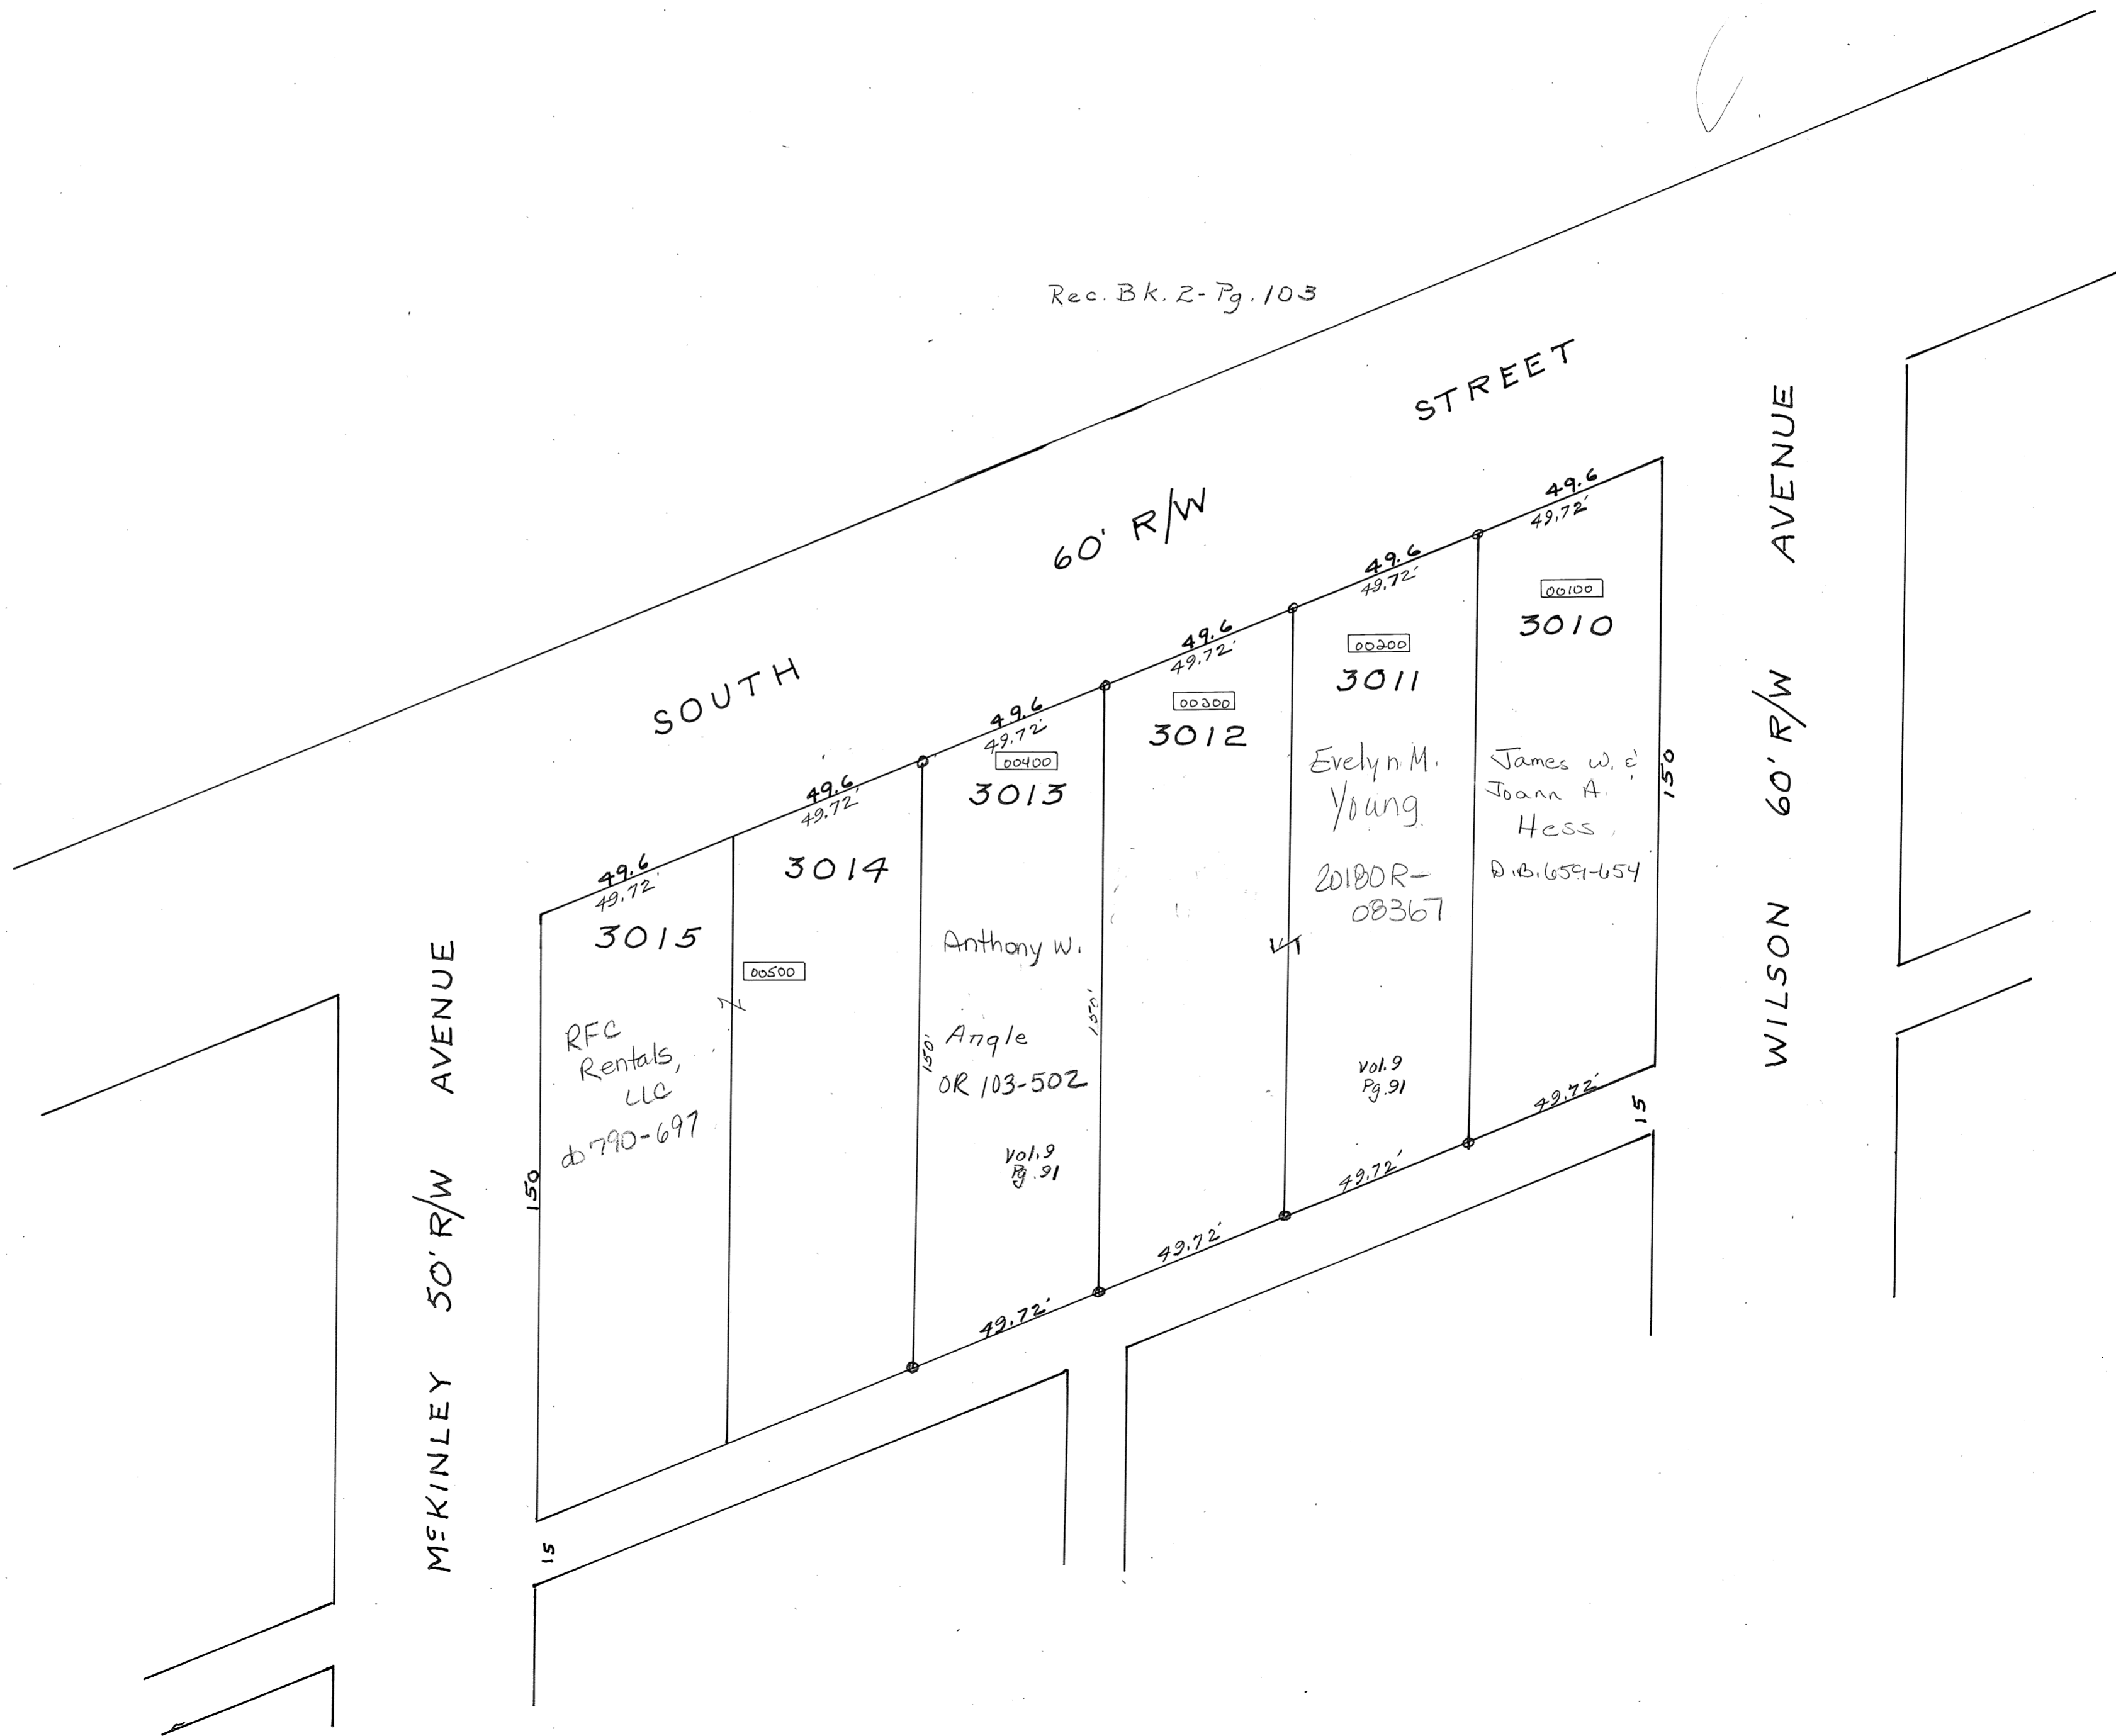 Rec. Bk. 2-Pg. 103
SOUTH
60' R/W
STREET
49.6
49.72'
3015
RFC
Rentals,
LLC
db 790-697
150
15
49.6
49.72'
3014
00500
49.6
49.72'
00400
3013
Anthony W.
Angle
OR 103-502
150'
150'
Vol.9
Pg.91
49.72'
49.6
49.72'
00300
3012
49.72'
49.6
49.72'
00200
3011
Evelyn M.
Young
2018OR-
08367
Vol.9
Pg.91
49.72'
49.6
49.72'
00100
3010
James W. &
Joann A.
Hess
D.B. 659-654
150
49.72'
15
McKINLEY 50' R/W AVENUE
WILSON 60' R/W AVENUE